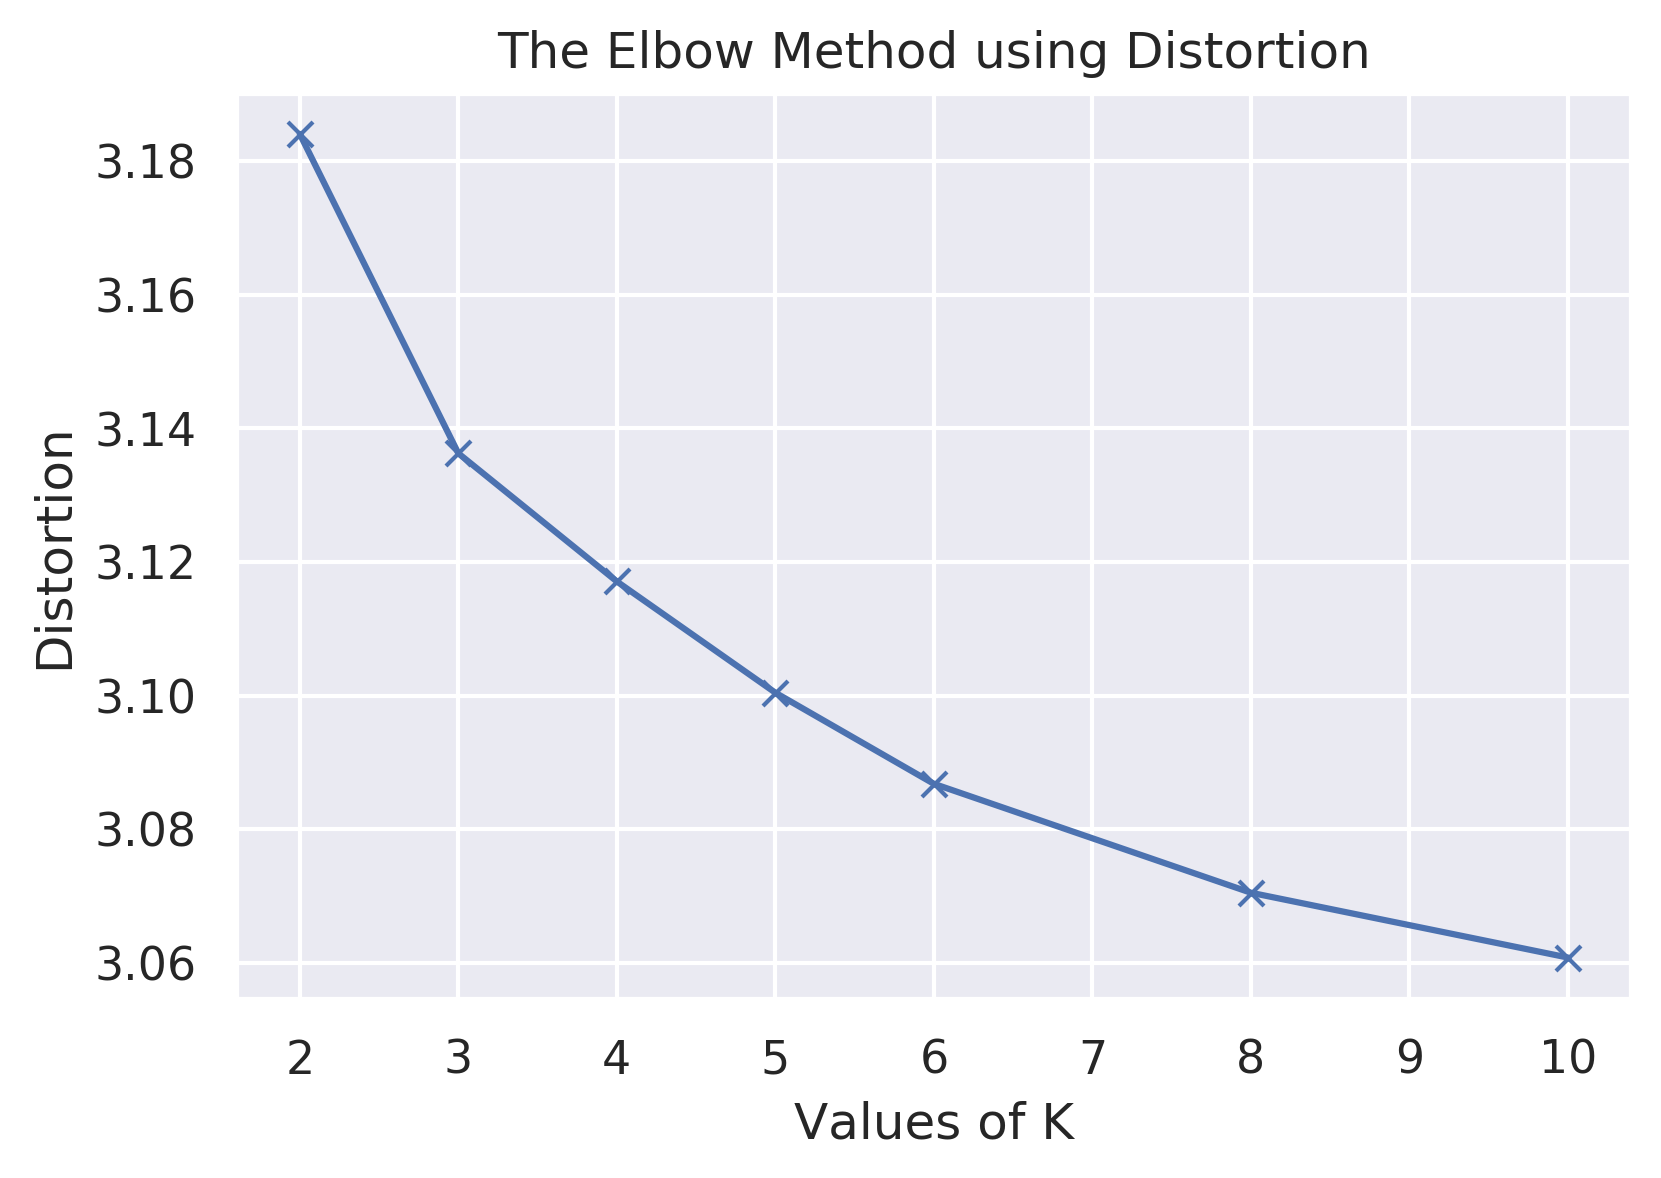 The Elbow Method using Distortion
3.18
3.16
3.14
3.12
3.10
3.08
3.06
Distortion
2 3 4 5 6 7 8 9 10
Values of K